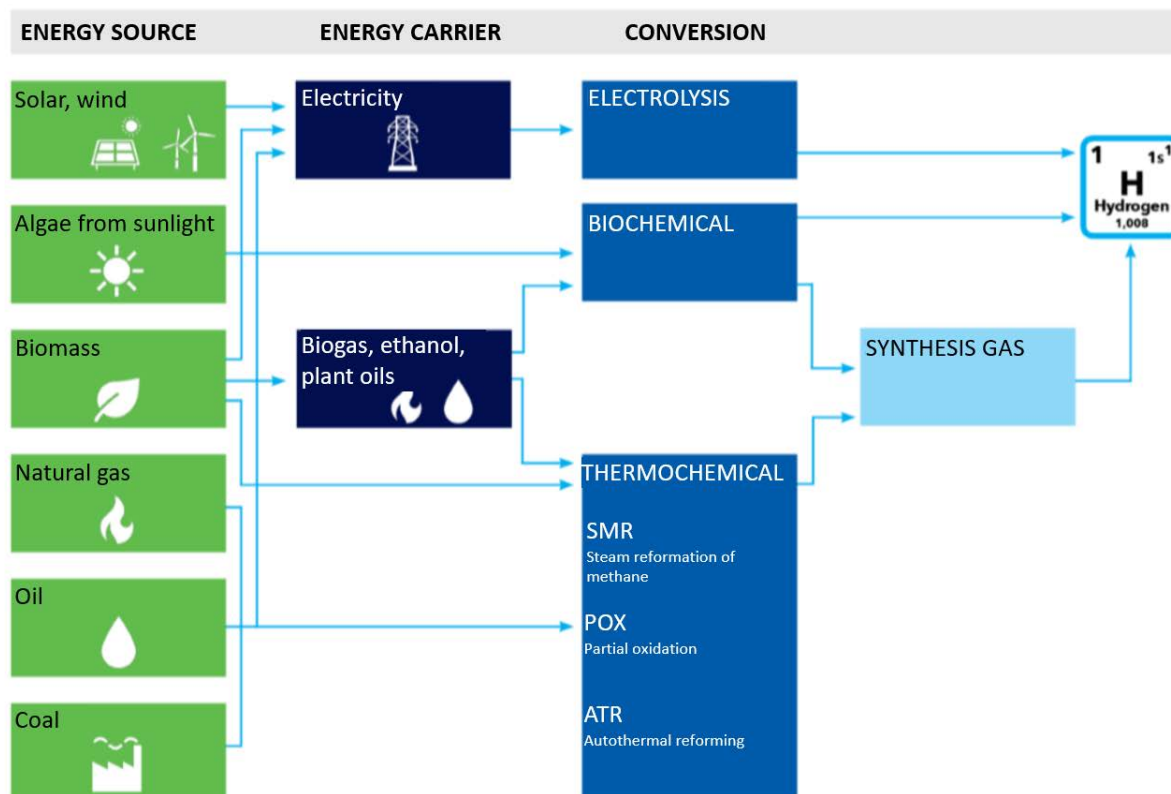 ENERGY SOURCE
ENERGY CARRIER
CONVERSION
Solar, wind
Electricity
ELECTROLYSIS
1
1s¹
H
Hydrogen
1,008
Algae from sunlight
BIOCHEMICAL
Biomass
Biogas, ethanol,
plant oils
SYNTHESIS GAS
Natural gas
THERMOCHEMICAL
SMR
Steam reformation of
methane
Oil
POX
Partial oxidation
Coal
ATR
Autothermal reforming